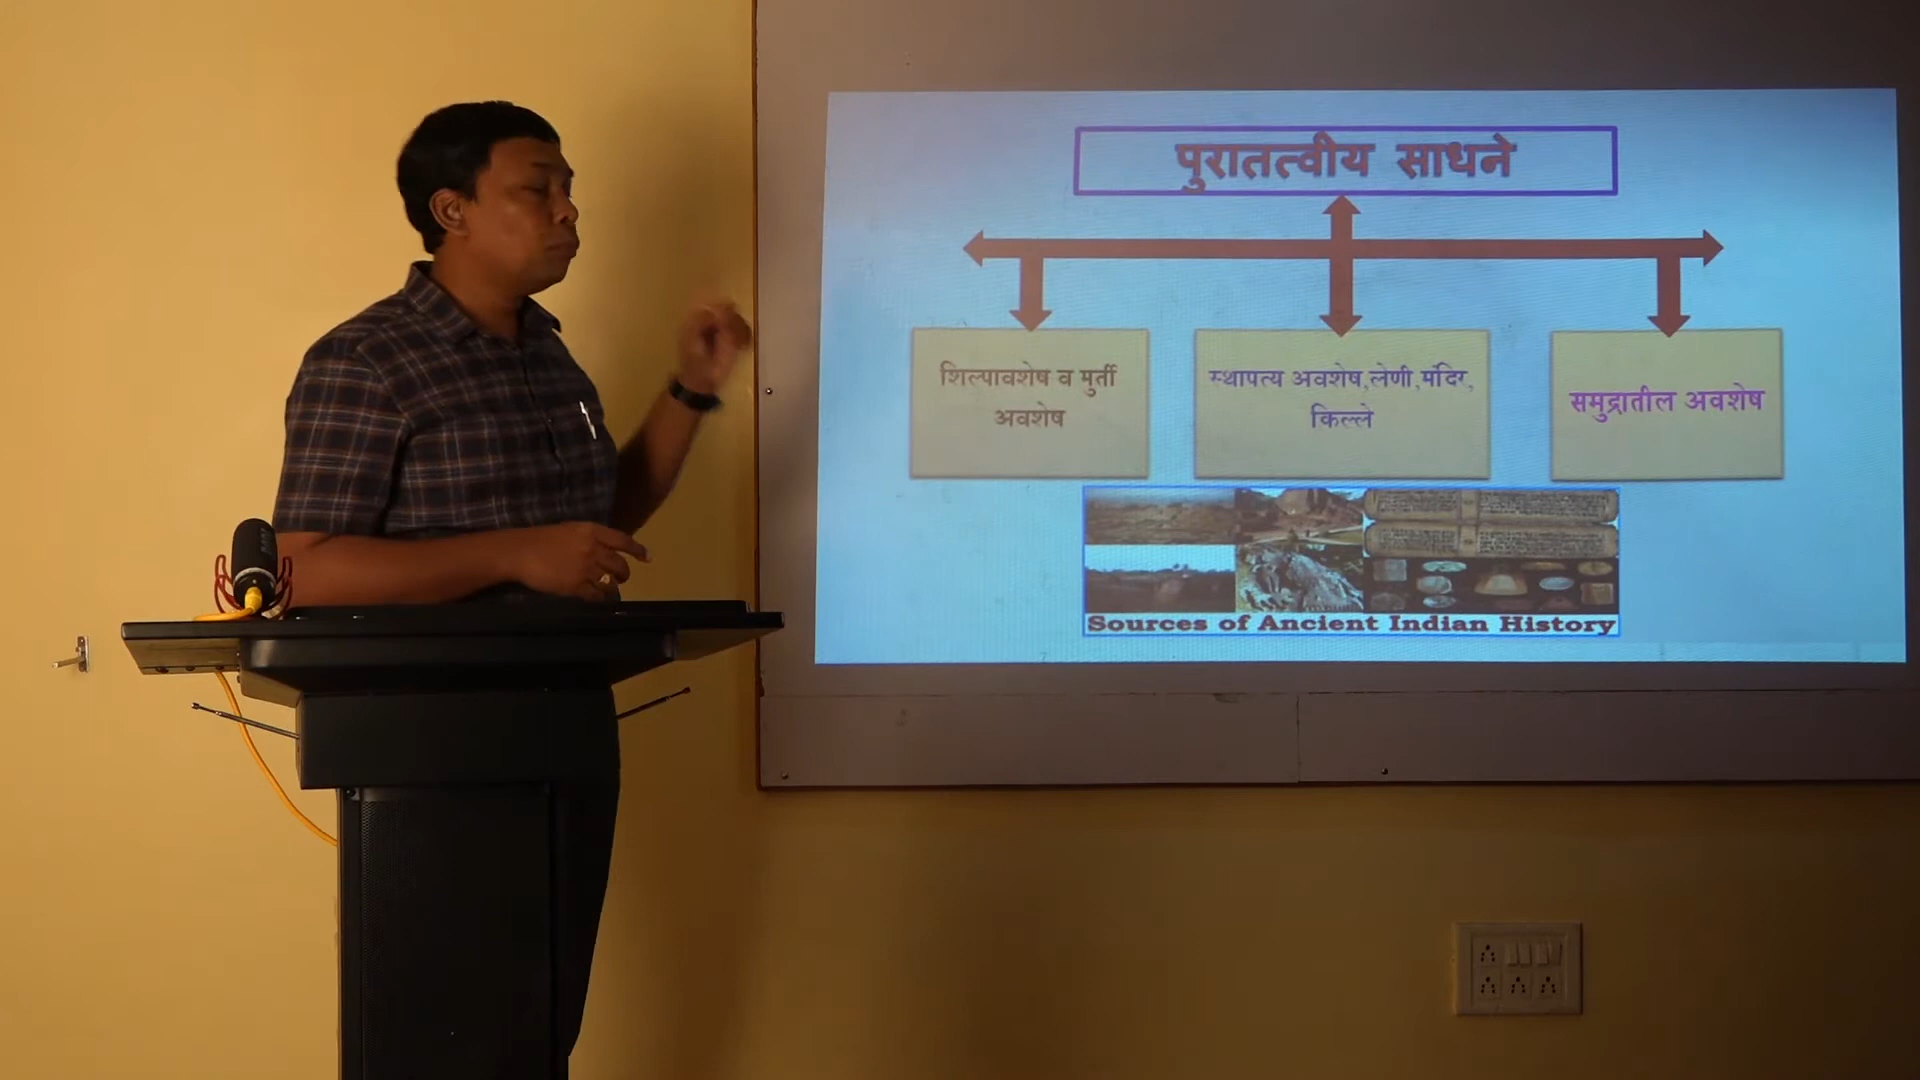 पुरातत्वीय साधने
शिल्पावशेष व मुर्ती
अवशेष
स्थापत्य अवशेष,लेणी,मंदिर,
किल्ले
समुद्रातील अवशेष
Sources of Ancient Indian History